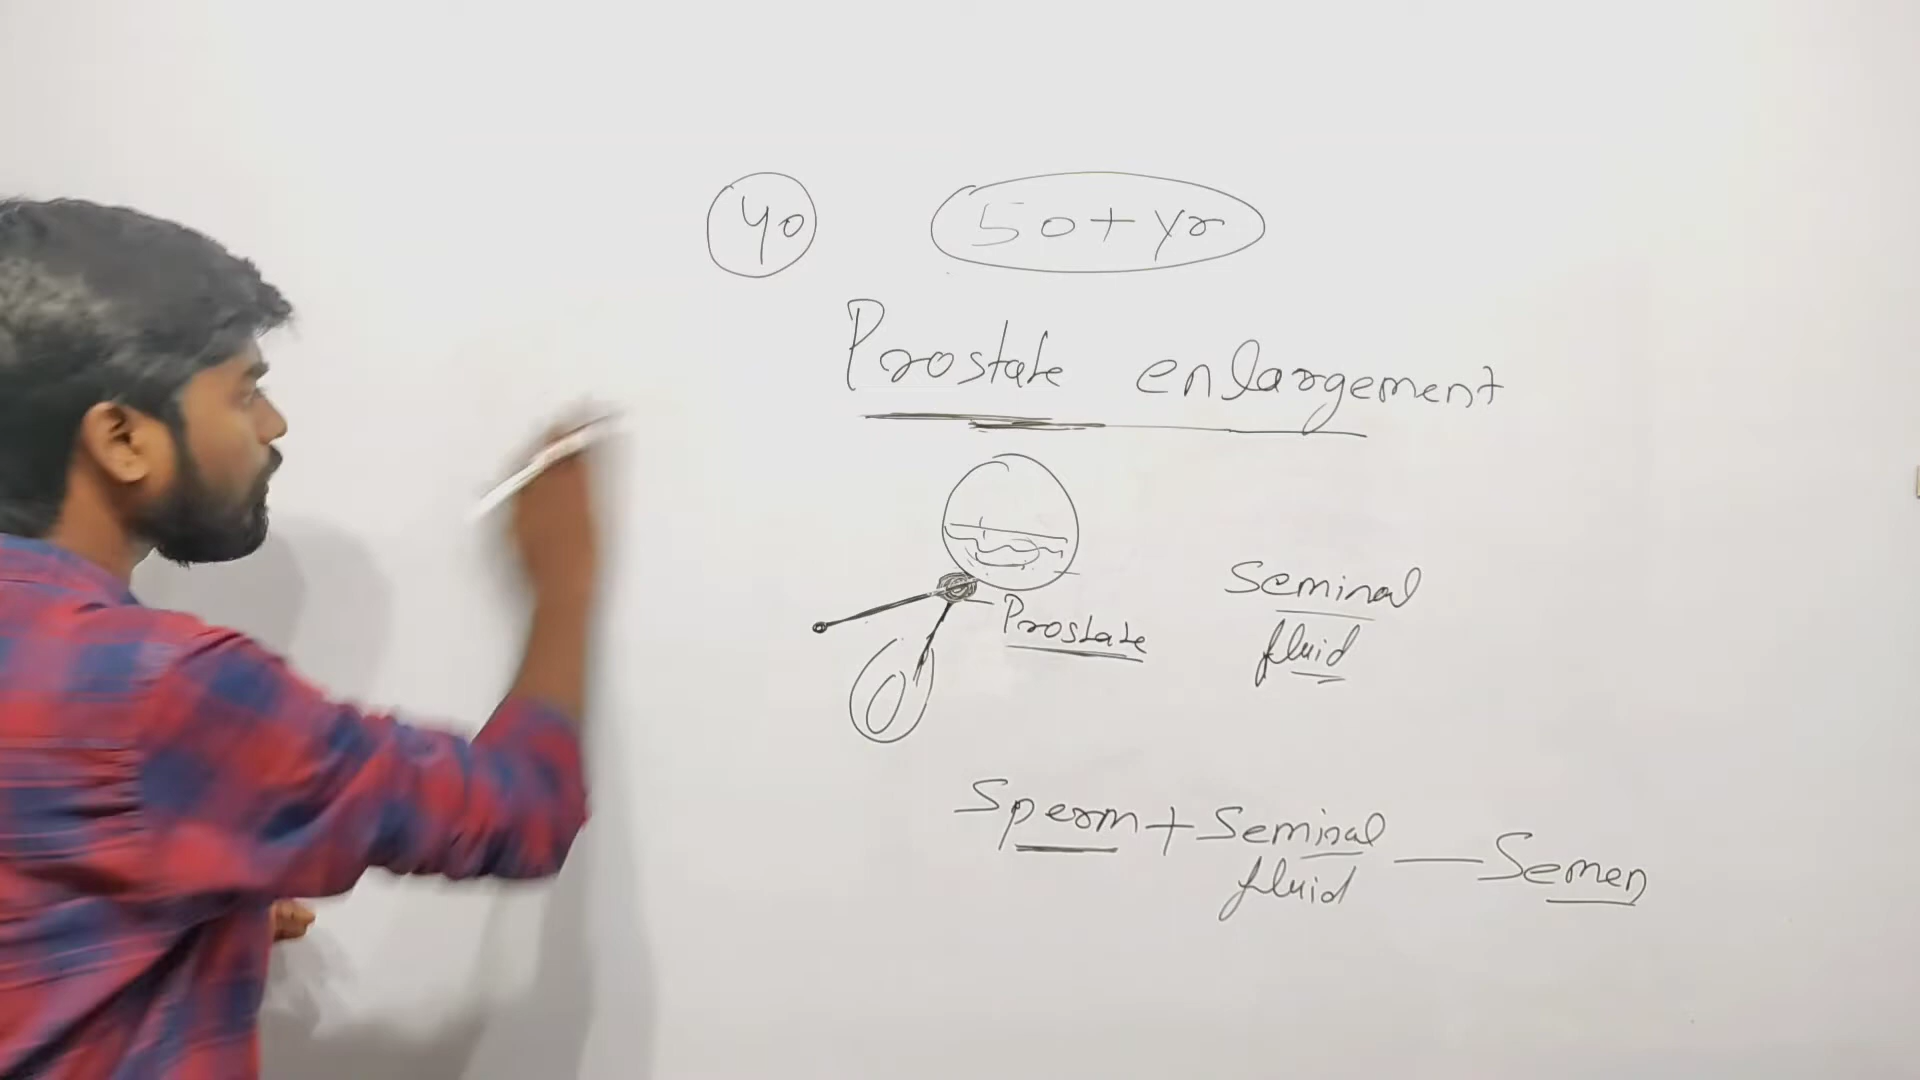 40 50+ yr
Prostate enlargement
Prostate
Seminal
fluid
Sperm + Seminal
fluid — Semen